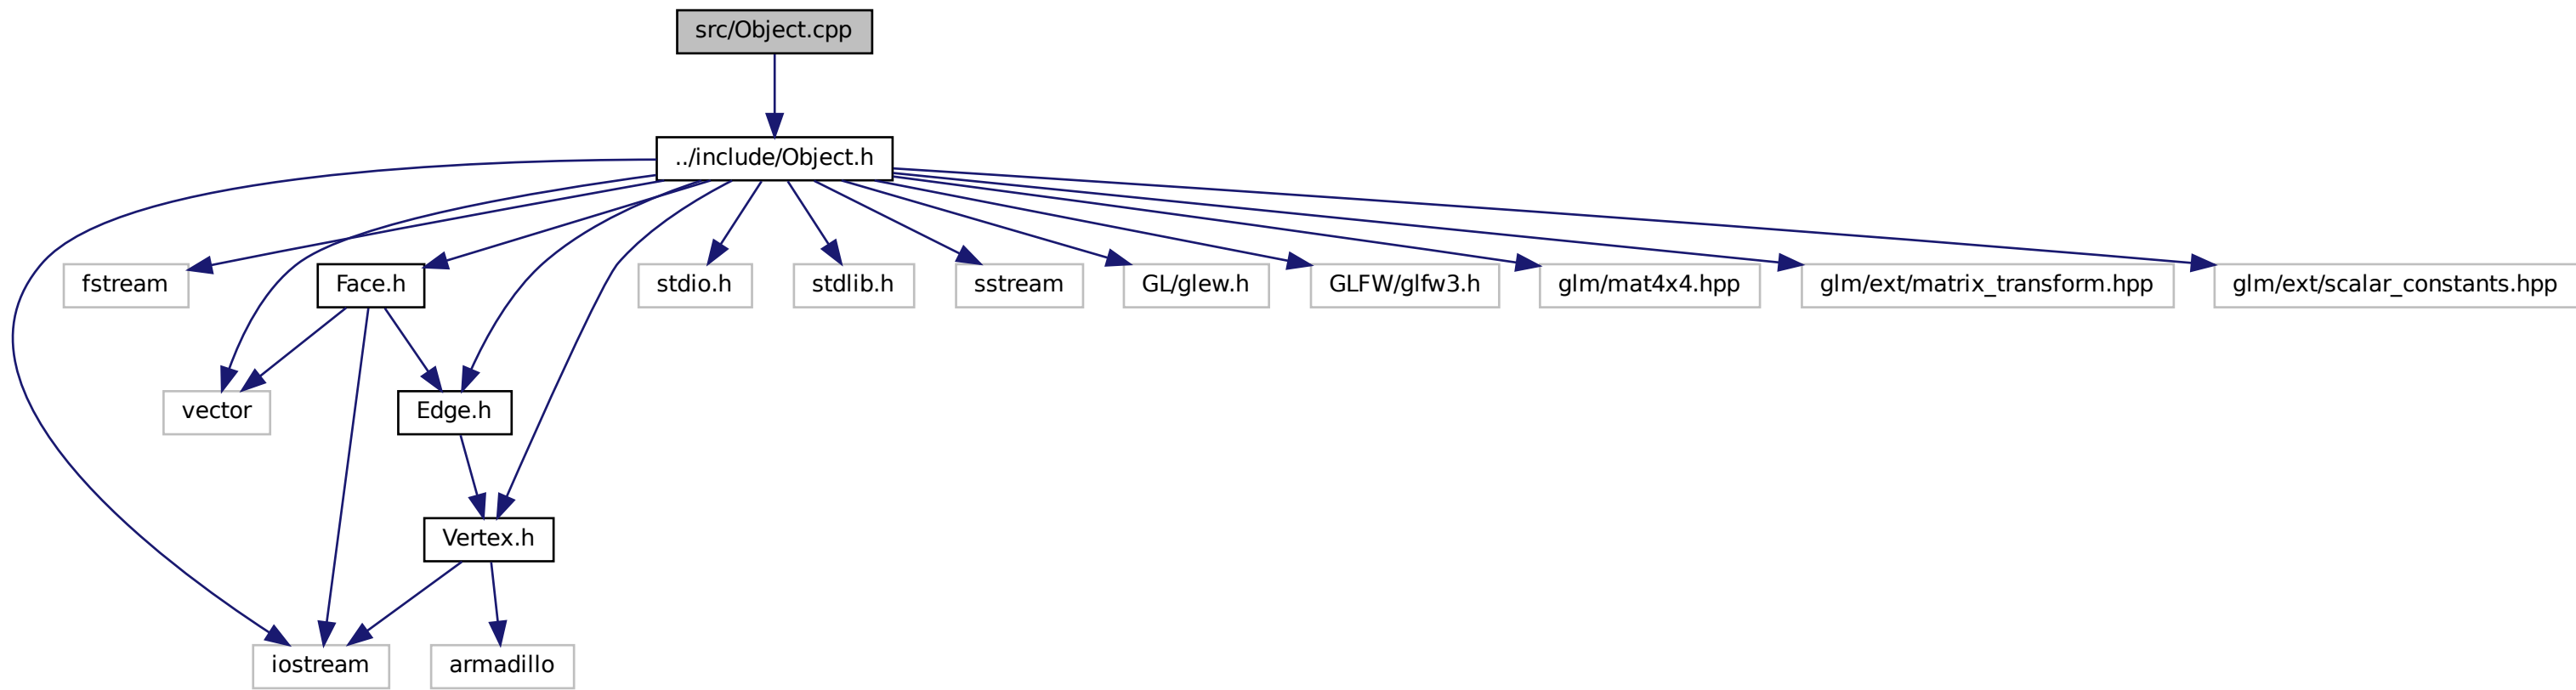 src/Object.cpp
../include/Object.h
fstream
Face.h
stdio.h
stdlib.h
sstream
GL/glew.h
GLFW/glfw3.h
glm/mat4x4.hpp
glm/ext/matrix_transform.hpp
glm/ext/scalar_constants.hpp
vector
Edge.h
Vertex.h
iostream
armadillo